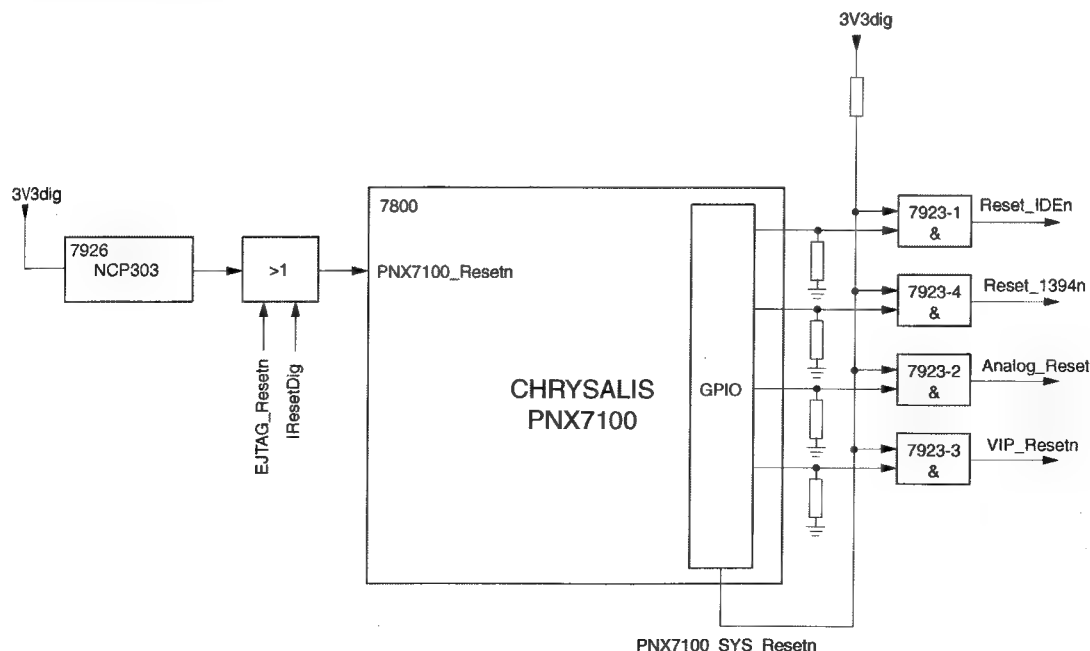 3V3dig
3V3dig
7926
NCP303
>1
EJTAG_Resetn
IResetDig
7800
PNX7100_Resetn
CHRYSALIS
PNX7100
GPIO
7923-1
&
Reset_IDEn
7923-4
&
Reset_1394n
7923-2
&
Analog_Reset
7923-3
&
VIP_Resetn
PNX7100_SYS_Resetn